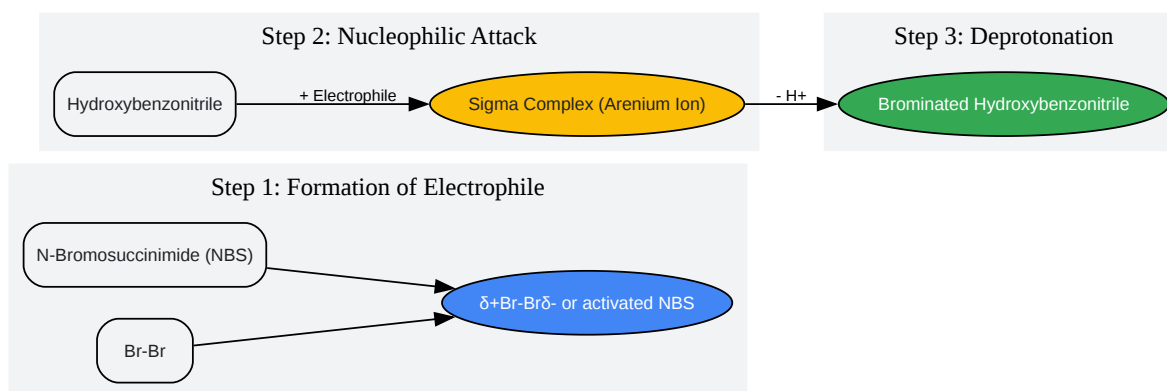 Step 2: Nucleophilic Attack
Hydroxybenzonitrile
+ Electrophile
Sigma Complex (Arenium Ion)
- H+
Step 3: Deprotonation
Brominated Hydroxybenzonitrile
Step 1: Formation of Electrophile
N-Bromosuccinimide (NBS)
Br-Br
δ+Br-Brδ- or activated NBS